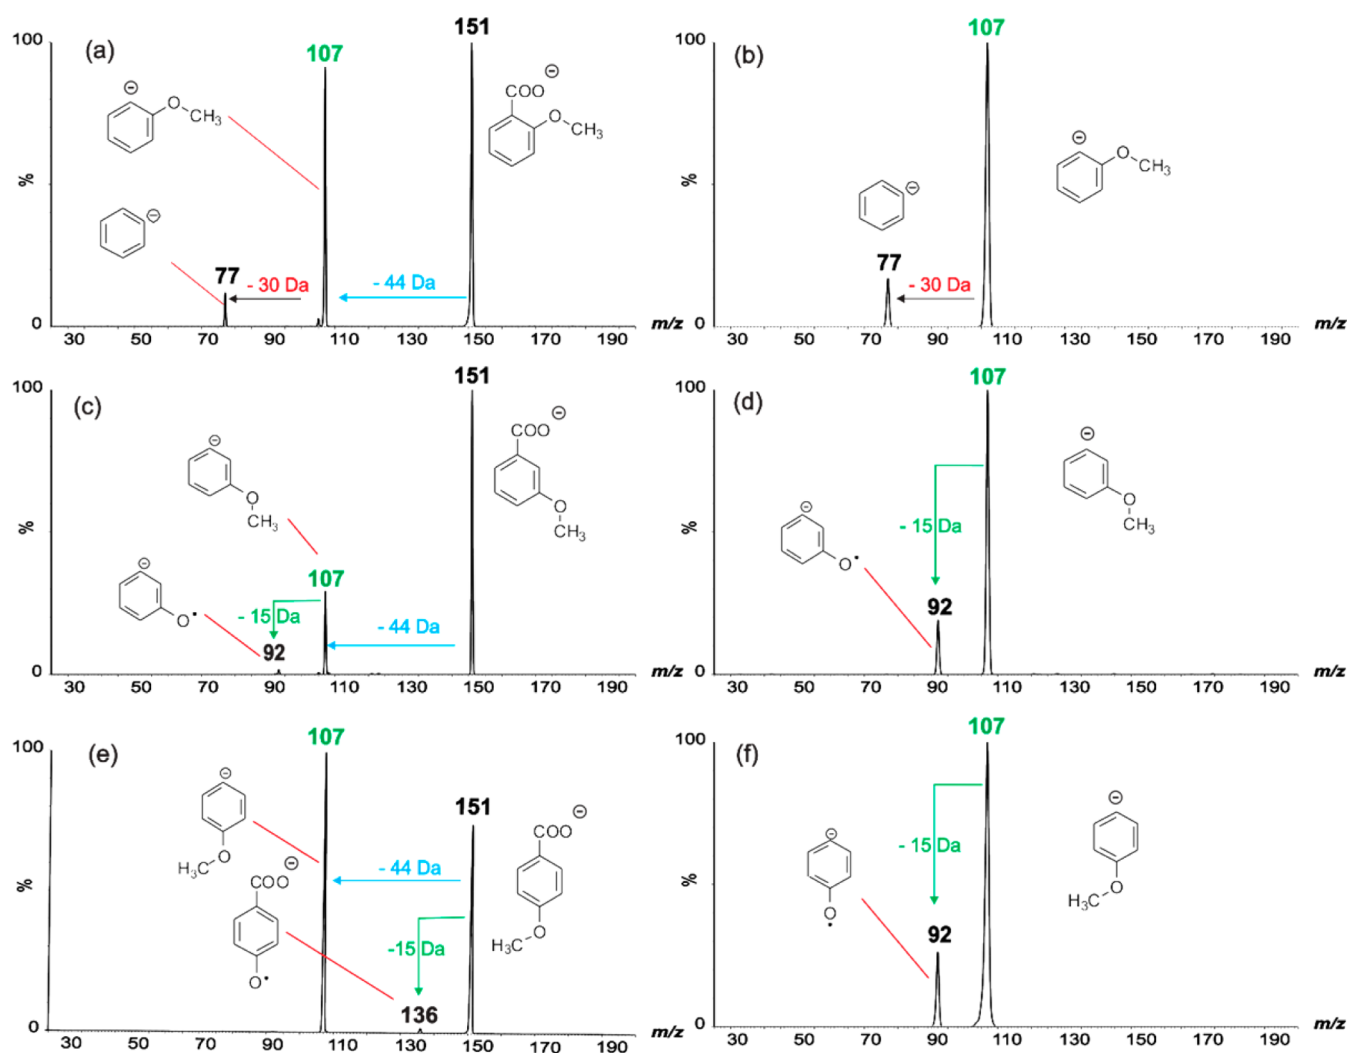 (a)
100
%
0
107
151
77
- 30 Da
- 44 Da
COO⊖
O
CH₃
⊖
O
CH₃
⊖
30 50 70 90 110 130 150 170 190
m/z
(b)
100
%
0
107
77
- 30 Da
⊖
O
CH₃
⊖
30 50 70 90 110 130 150 170 190
m/z
(c)
100
%
0
151
107
92
- 15 Da
- 44 Da
COO⊖
O
CH₃
⊖
O
CH₃
⊖
O•
30 50 70 90 110 130 150 170 190
m/z
(d)
100
%
0
107
92
- 15 Da
⊖
O
CH₃
⊖
O•
30 50 70 90 110 130 150 170 190
m/z
(e)
100
%
0
107
151
136
- 44 Da
-15 Da
⊖
O
H₃C
COO⊖
O•
COO⊖
O
H₃C
30 50 70 90 110 130 150 170 190
m/z
(f)
100
%
0
107
92
- 15 Da
⊖
O
•
⊖
O
H₃C
30 50 70 90 110 130 150 170 190
m/z